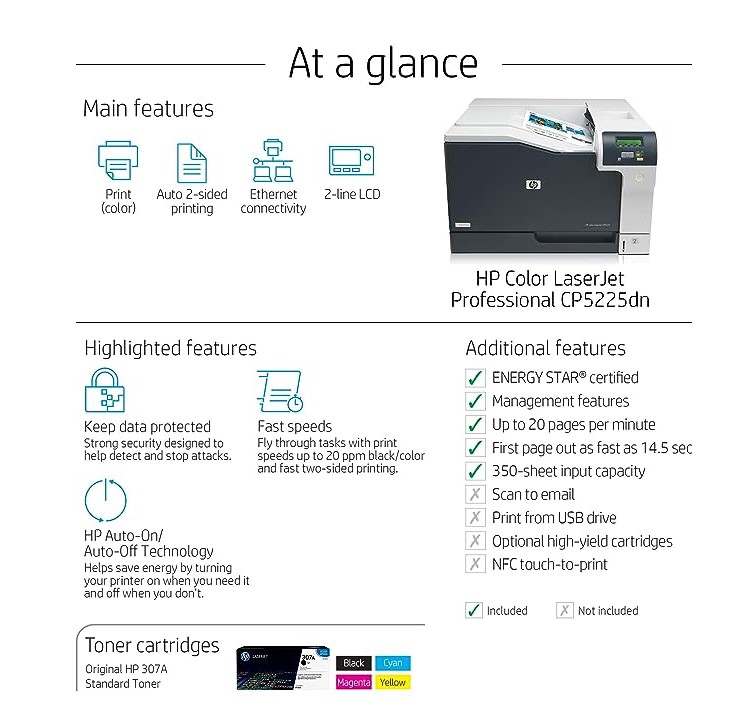 At a glance
Main features
Print
(color)
Auto 2-sided
printing
Ethernet
connectivity
2-line LCD
hp
HP Color LaserJet
Professional CP5225dn
Highlighted features
Keep data protected
Strong security designed to
help detect and stop attacks.
Fast speeds
Fly through tasks with print
speeds up to 20 ppm black/color
and fast two-sided printing.
HP Auto-On/
Auto-Off Technology
Helps save energy by turning
your printer on when you need it
and off when you don't.
Additional features
ENERGY STAR® certified
Management features
Up to 20 pages per minute
First page out as fast as 14.5 sec
350-sheet input capacity
Scan to email
Print from USB drive
Optional high-yield cartridges
NFC touch-to-print
Included
Not included
Toner cartridges
Original HP 307A
Standard Toner
hp LASERJET
307A
Black
Cyan
Magenta
Yellow